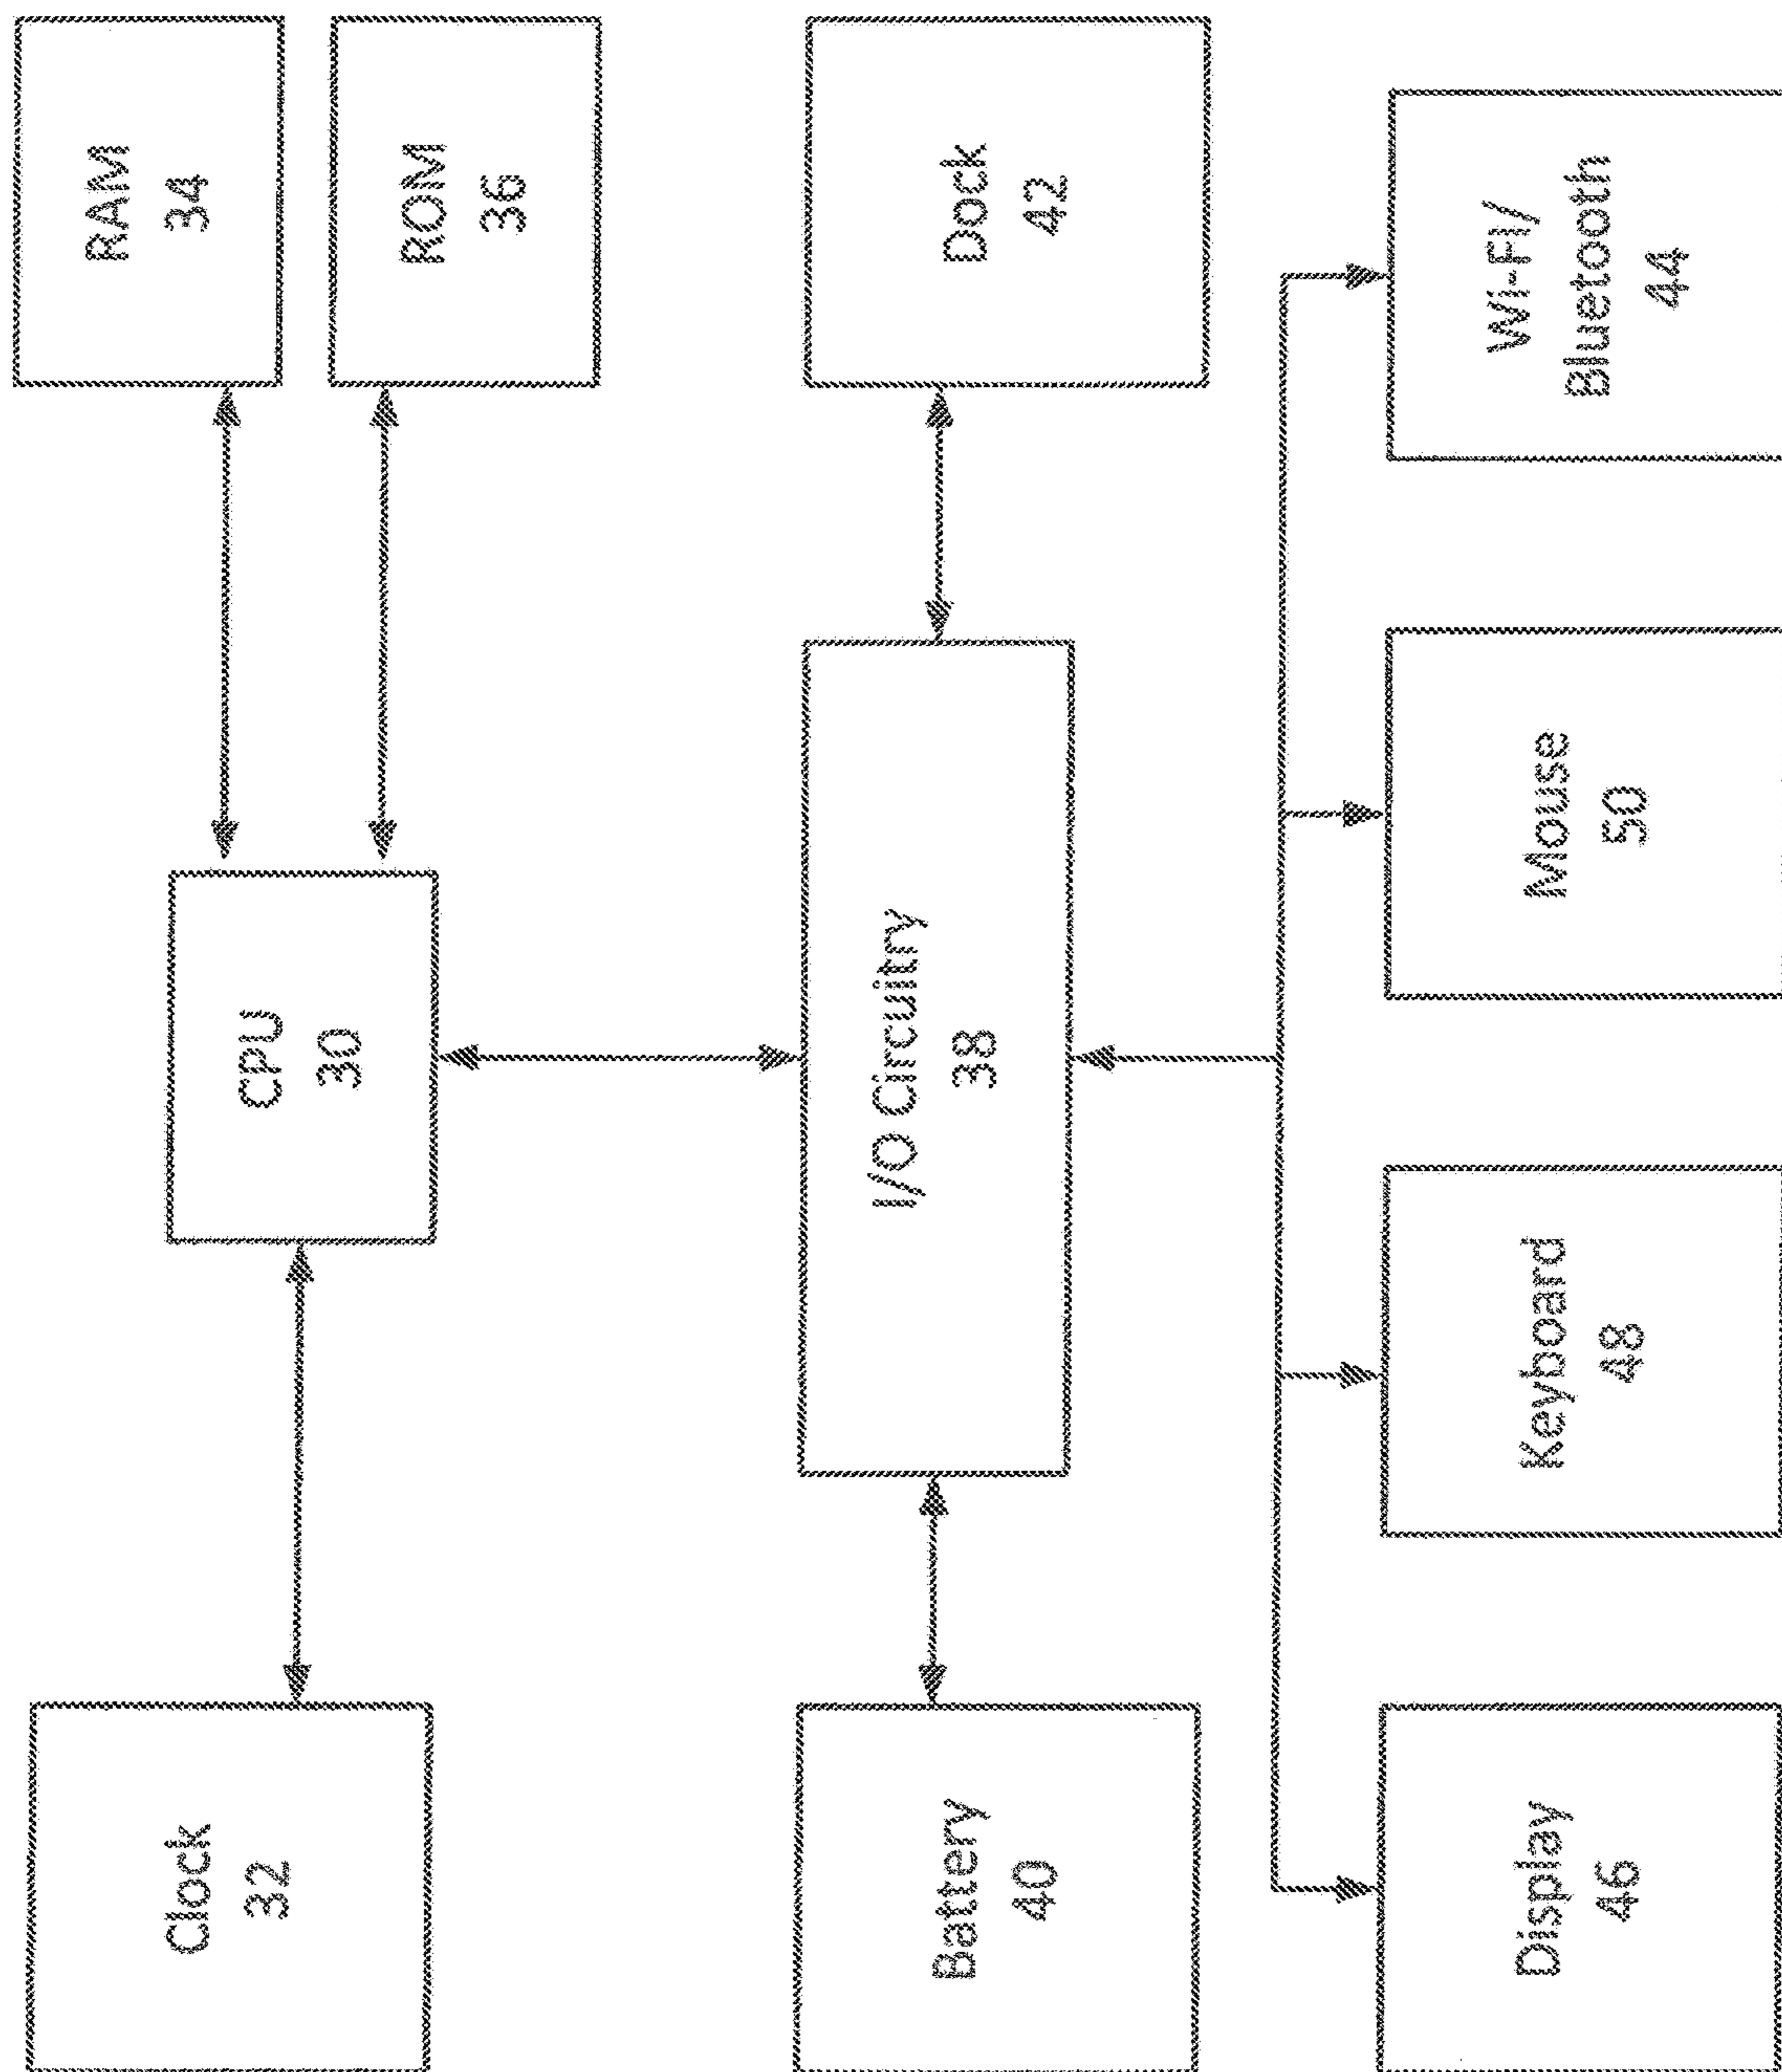 Clock
32
CPU
30
RAM
34
ROM
36
Battery
40
I/O Circuitry
38
Dock
42
Display
46
Keyboard
48
Mouse
50
Wi-Fi/
Bluetooth
44